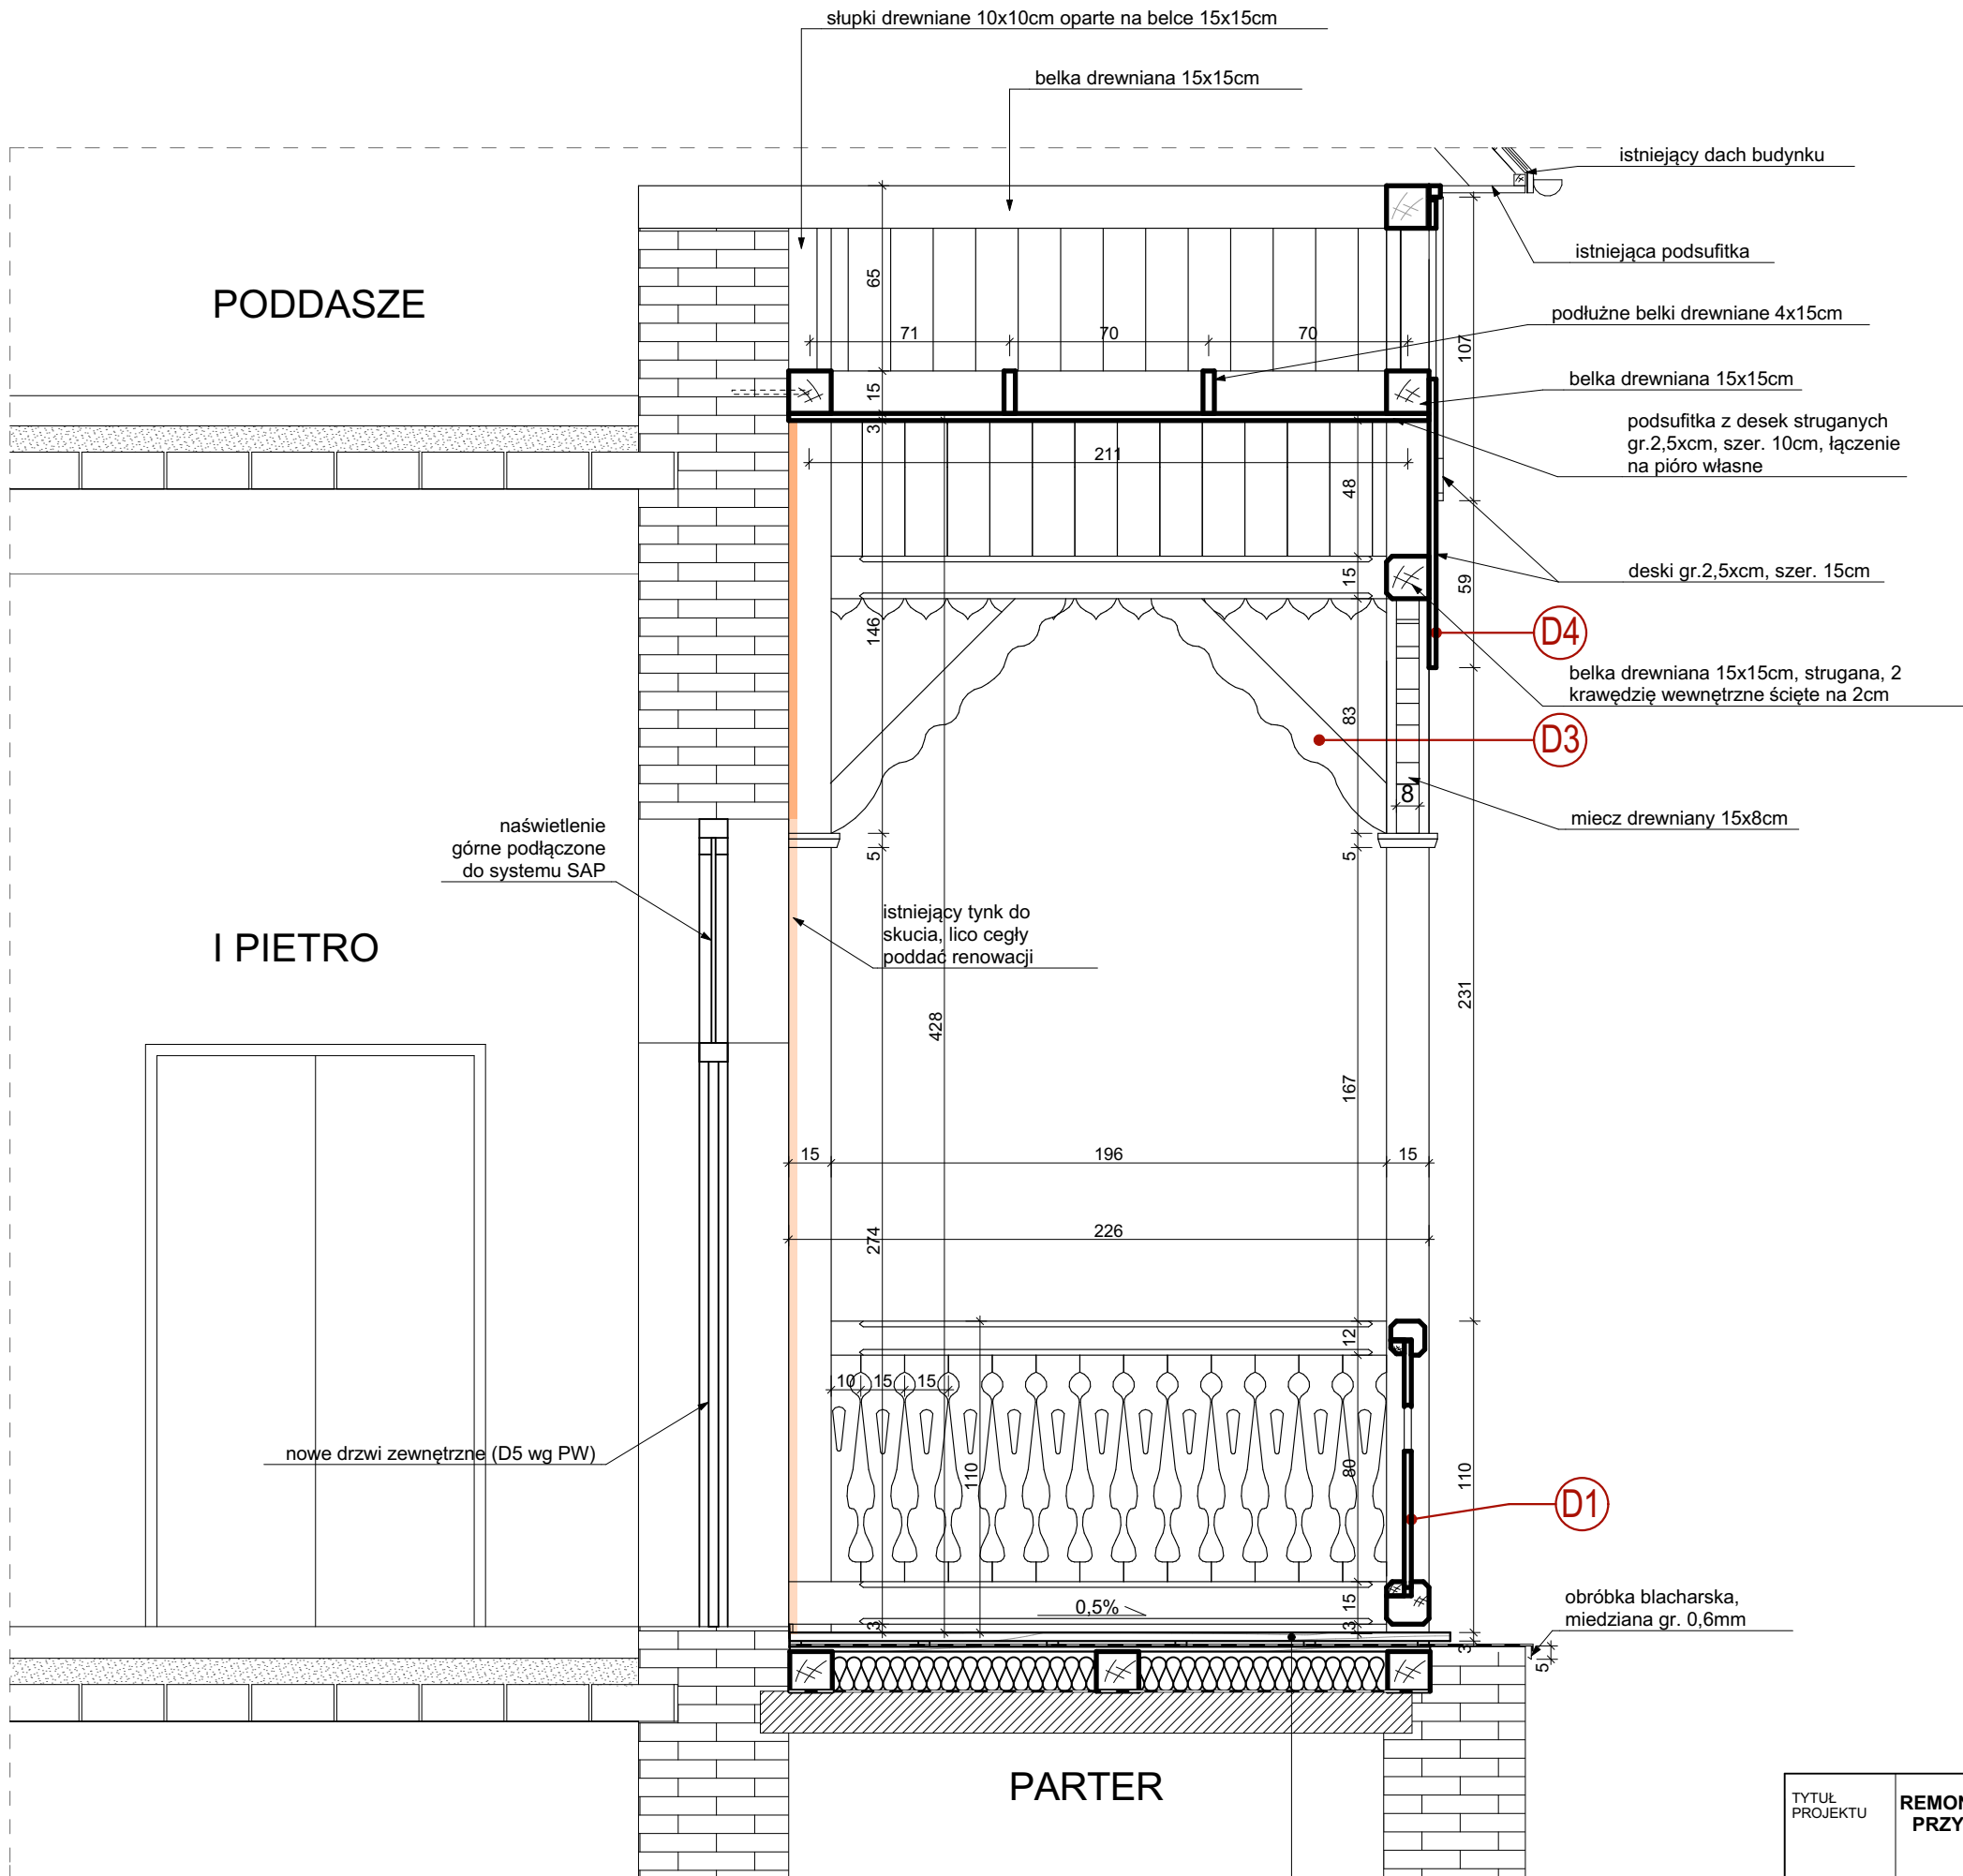 słupki drewniane 10x10cm oparte na belce 15x15cm
belka drewniana 15x15cm
istniejący dach budynku
istniejąca podsufitka
PODDASZE
65
71
70
70
podłużne belki drewniane 4x15cm
107
belka drewniana 15x15cm
15
3
podsufitka z desek struganych
gr.2,5xcm, szer. 10cm, łączenie
na pióro własne
211
48
deski gr.2,5xcm, szer. 15cm
15
59
146
D4
belka drewniana 15x15cm, strugana, 2
krawędzię wewnętrzne ścięte na 2cm
83
D3
8
miecz drewniany 15x8cm
naświetlenie
górne podłączone
do systemu SAP
5
5
istniejący tynk do
skucia, lico cegły
poddać renowacji
I PIETRO
231
428
167
15
196
15
274
226
12
10
15
15
nowe drzwi zewnętrzne (D5 wg PW)
110
80
110
D1
obróbka blacharska,
miedziana gr. 0,6mm
0,5%
15
3
3
3
5
PARTER
TYTUŁ
PROJEKTU
REMON
PRZY